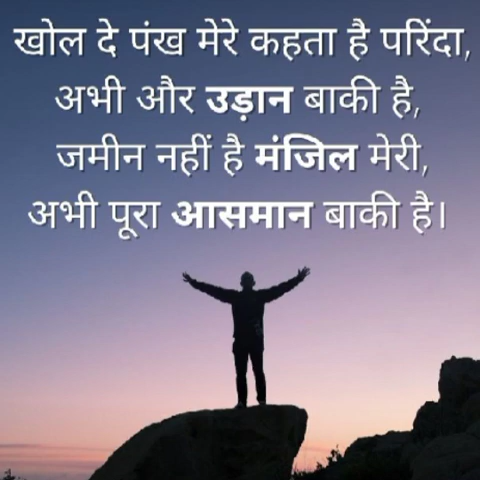 खोल दे पंख मेरे कहता है परिंदा,
अभी और उड़ान बाकी है,
जमीन नहीं है मंजिल मेरी,
अभी पूरा आसमान बाकी है।